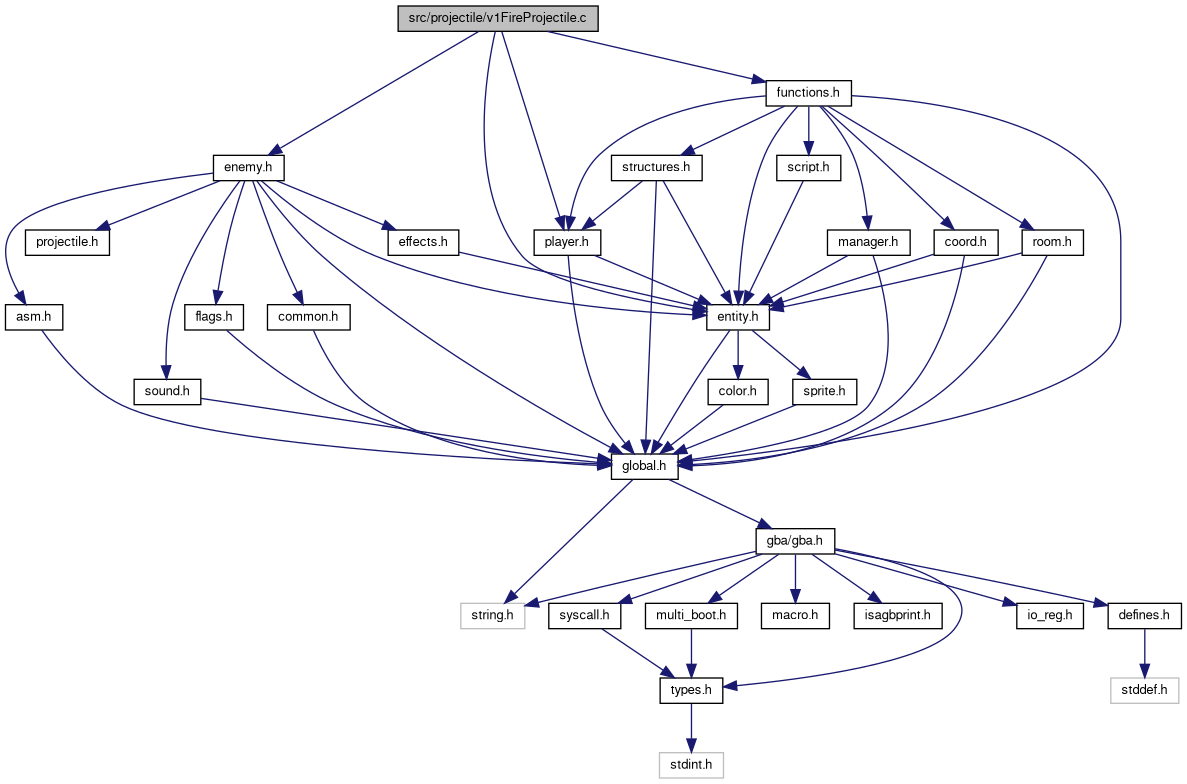 src/projectile/v1FireProjectile.c
functions.h
enemy.h
structures.h
script.h
projectile.h
effects.h
player.h
manager.h
coord.h
room.h
asm.h
flags.h
common.h
entity.h
sound.h
color.h
sprite.h
global.h
gba/gba.h
string.h
syscall.h
multi_boot.h
macro.h
isagbprint.h
io_reg.h
defines.h
types.h
stddef.h
stdint.h